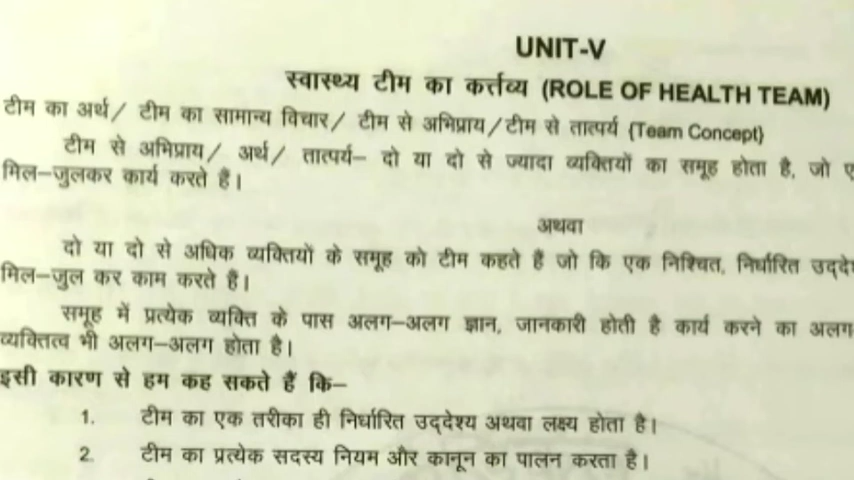 UNIT-V
स्वास्थ्य टीम का कर्त्तव्य (ROLE OF HEALTH TEAM)
टीम का अर्थ/ टीम का सामान्य विचार/ टीम से अभिप्राय/टीम से तात्पर्य {Team Concept}
टीम से अभिप्राय/ अर्थ/ तात्पर्य– दो या दो से ज्यादा व्यक्तियों का समूह होता है, जो
मिल–जुलकर कार्य करते हैं।
अथवा
दो या दो से अधिक व्यक्तियों के समूह को टीम कहते हैं जो कि एक निश्चित, निर्धारित
मिल–जुल कर काम करते हैं।
समूह में प्रत्येक व्यक्ति के पास अलग–अलग ज्ञान, जानकारी होती है कार्य करने का अलग
व्यक्तित्व भी अलग–अलग होता है।
इसी कारण से हम कह सकते हैं कि–
1. टीम का एक तरीका ही निर्धारित उद्देश्य अथवा लक्ष्य होता है।
2. टीम का प्रत्येक सदस्य नियम और कानून का पालन करता है।